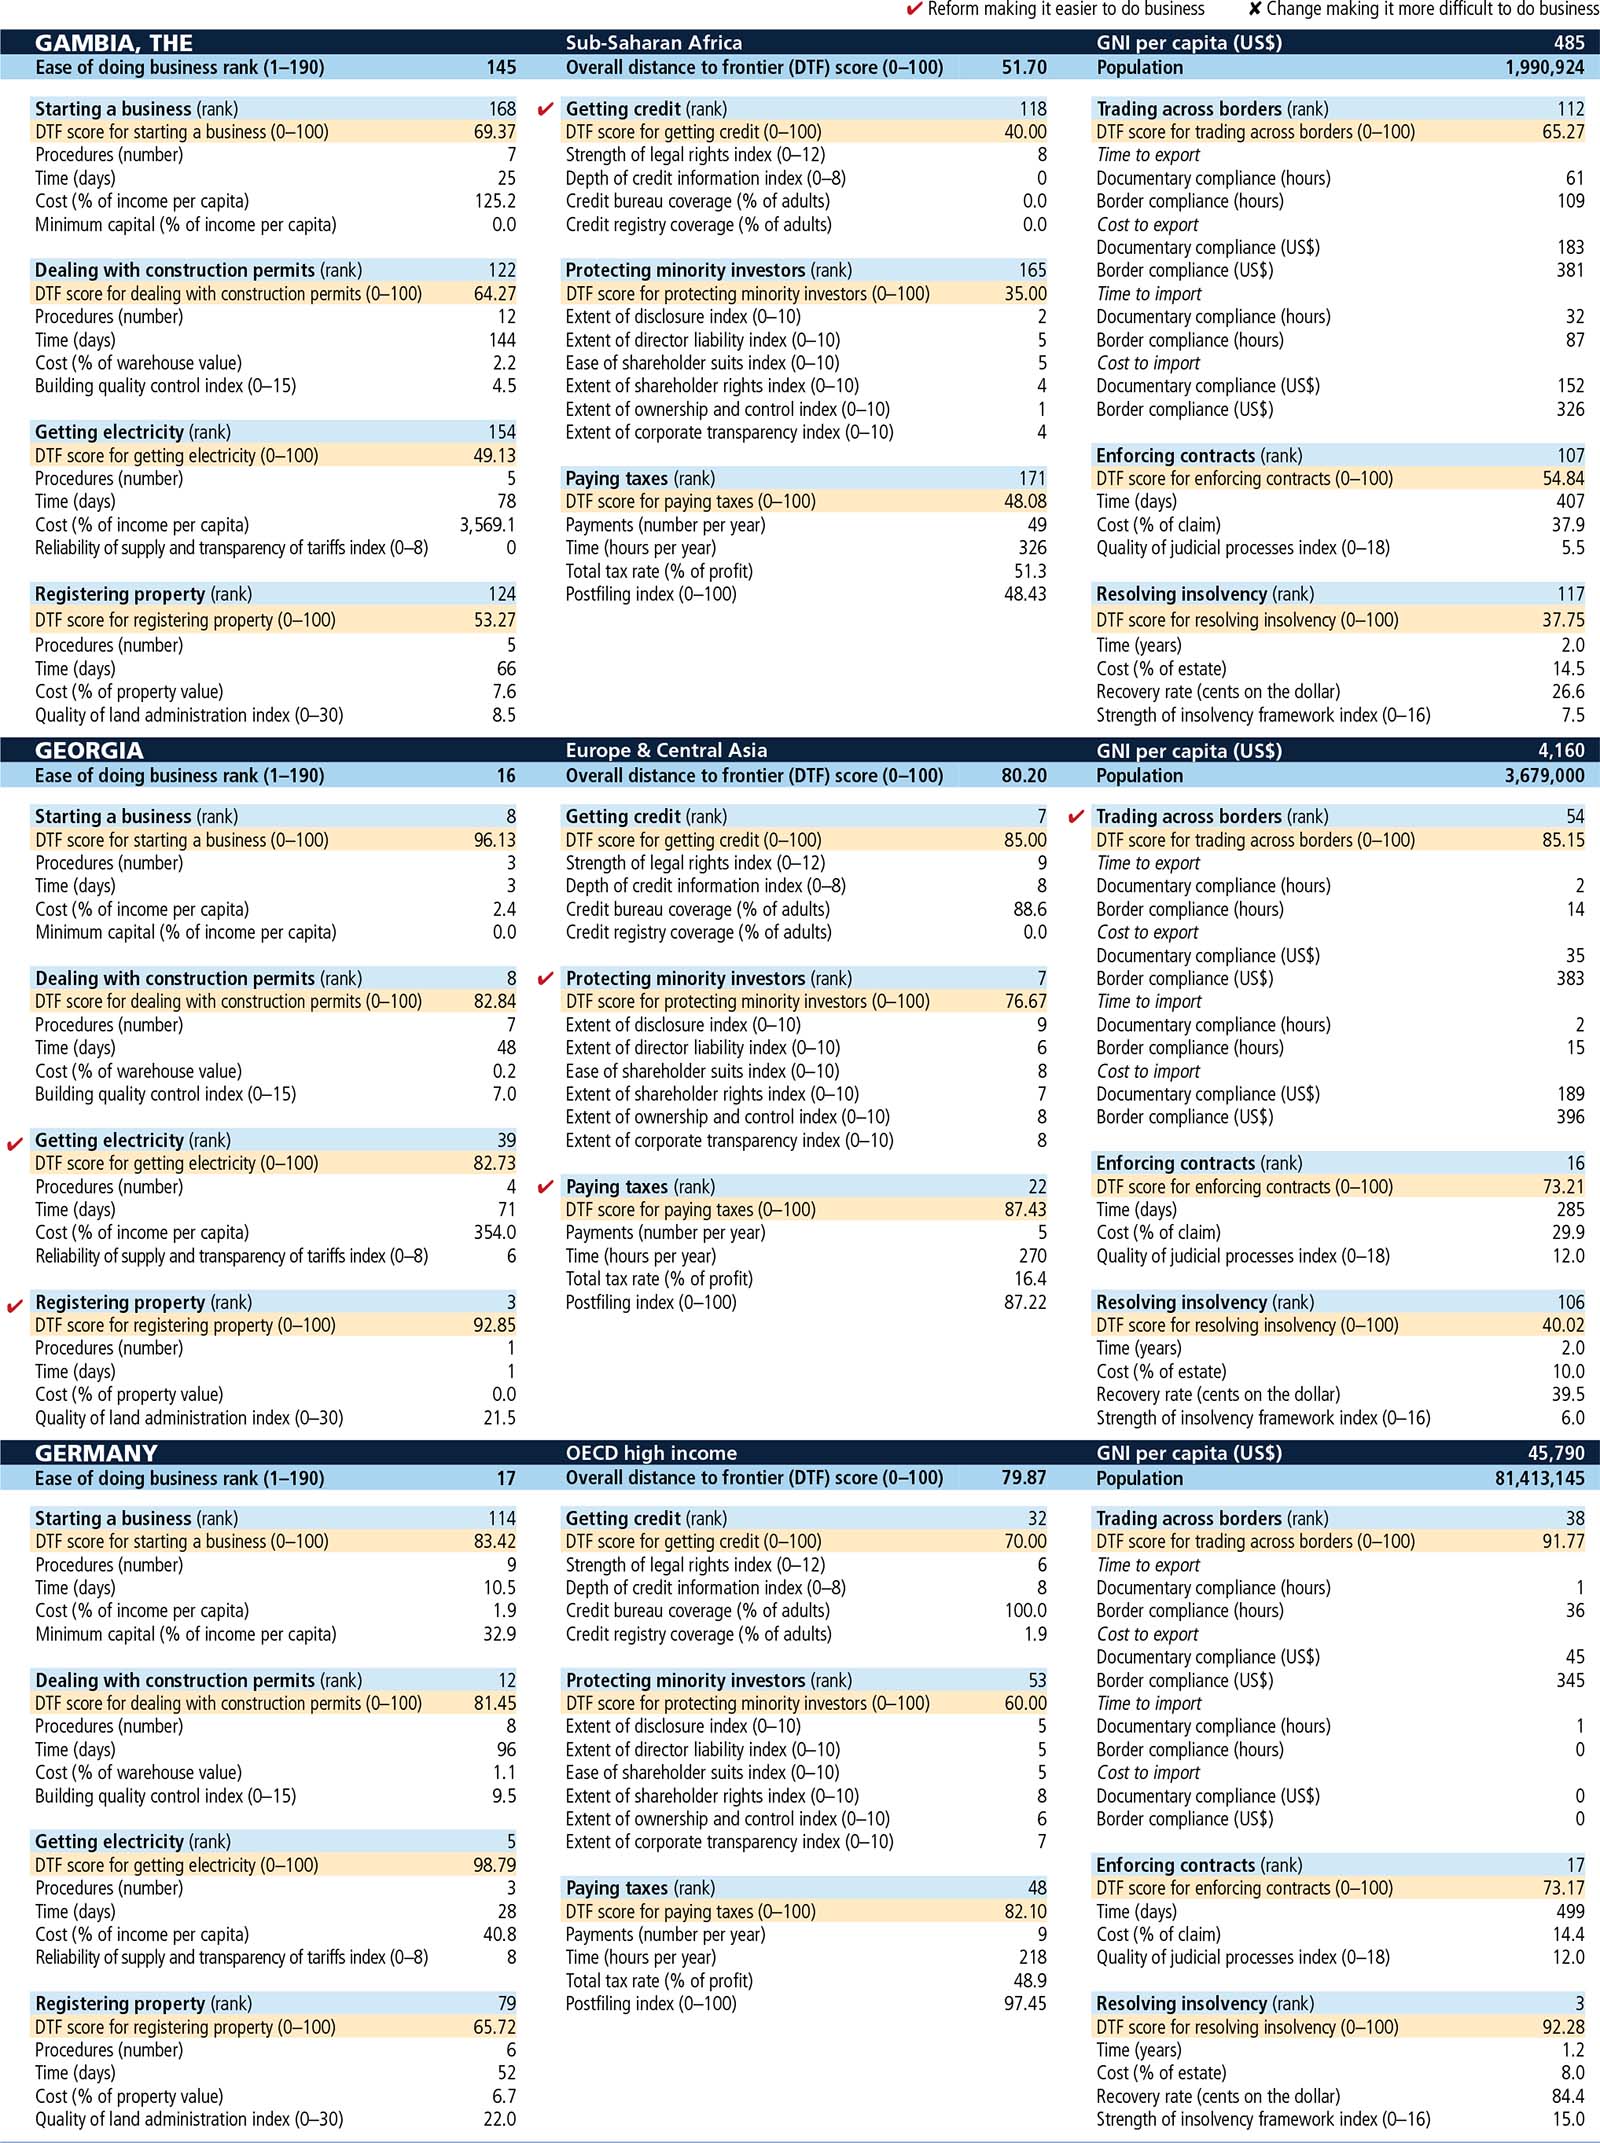 ✔ Reform making it easier to do business ✘ Change making it more difficult to do business
GAMBIA, THE Sub-Saharan Africa GNI per capita (US$) 485
Ease of doing business rank (1–190) 145 Overall distance to frontier (DTF) score (0–100) 51.70 Population 1,990,924
Starting a business (rank) 168
DTF score for starting a business (0–100) 69.37
Procedures (number) 7
Time (days) 25
Cost (% of income per capita) 125.2
Minimum capital (% of income per capita) 0.0
Dealing with construction permits (rank) 122
DTF score for dealing with construction permits (0–100) 64.27
Procedures (number) 12
Time (days) 144
Cost (% of warehouse value) 2.2
Building quality control index (0–15) 4.5
Getting electricity (rank) 154
DTF score for getting electricity (0–100) 49.13
Procedures (number) 5
Time (days) 78
Cost (% of income per capita) 3,569.1
Reliability of supply and transparency of tariffs index (0–8) 0
Registering property (rank) 124
DTF score for registering property (0–100) 53.27
Procedures (number) 5
Time (days) 66
Cost (% of property value) 7.6
Quality of land administration index (0–30) 8.5
✔ Getting credit (rank) 118
DTF score for getting credit (0–100) 40.00
Strength of legal rights index (0–12) 8
Depth of credit information index (0–8) 0
Credit bureau coverage (% of adults) 0.0
Credit registry coverage (% of adults) 0.0
Protecting minority investors (rank) 165
DTF score for protecting minority investors (0–100) 35.00
Extent of disclosure index (0–10) 2
Extent of director liability index (0–10) 5
Ease of shareholder suits index (0–10) 5
Extent of shareholder rights index (0–10) 4
Extent of ownership and control index (0–10) 1
Extent of corporate transparency index (0–10) 4
Paying taxes (rank) 171
DTF score for paying taxes (0–100) 48.08
Payments (number per year) 49
Time (hours per year) 326
Total tax rate (% of profit) 51.3
Postfiling index (0–100) 48.43
Trading across borders (rank) 112
DTF score for trading across borders (0–100) 65.27
Time to export
Documentary compliance (hours) 61
Border compliance (hours) 109
Cost to export
Documentary compliance (US$) 183
Border compliance (US$) 381
Time to import
Documentary compliance (hours) 32
Border compliance (hours) 87
Cost to import
Documentary compliance (US$) 152
Border compliance (US$) 326
Enforcing contracts (rank) 107
DTF score for enforcing contracts (0–100) 54.84
Time (days) 407
Cost (% of claim) 37.9
Quality of judicial processes index (0–18) 5.5
Resolving insolvency (rank) 117
DTF score for resolving insolvency (0–100) 37.75
Time (years) 2.0
Cost (% of estate) 14.5
Recovery rate (cents on the dollar) 26.6
Strength of insolvency framework index (0–16) 7.5
GEORGIA Europe & Central Asia GNI per capita (US$) 4,160
Ease of doing business rank (1–190) 16 Overall distance to frontier (DTF) score (0–100) 80.20 Population 3,679,000
Starting a business (rank) 8
DTF score for starting a business (0–100) 96.13
Procedures (number) 3
Time (days) 3
Cost (% of income per capita) 2.4
Minimum capital (% of income per capita) 0.0
Dealing with construction permits (rank) 8
DTF score for dealing with construction permits (0–100) 82.84
Procedures (number) 7
Time (days) 48
Cost (% of warehouse value) 0.2
Building quality control index (0–15) 7.0
✔ Getting electricity (rank) 39
DTF score for getting electricity (0–100) 82.73
Procedures (number) 4
Time (days) 71
Cost (% of income per capita) 354.0
Reliability of supply and transparency of tariffs index (0–8) 6
✔ Registering property (rank) 3
DTF score for registering property (0–100) 92.85
Procedures (number) 1
Time (days) 1
Cost (% of property value) 0.0
Quality of land administration index (0–30) 21.5
Getting credit (rank) 7
DTF score for getting credit (0–100) 85.00
Strength of legal rights index (0–12) 9
Depth of credit information index (0–8) 8
Credit bureau coverage (% of adults) 88.6
Credit registry coverage (% of adults) 0.0
✔ Protecting minority investors (rank) 7
DTF score for protecting minority investors (0–100) 76.67
Extent of disclosure index (0–10) 9
Extent of director liability index (0–10) 6
Ease of shareholder suits index (0–10) 8
Extent of shareholder rights index (0–10) 7
Extent of ownership and control index (0–10) 8
Extent of corporate transparency index (0–10) 8
✔ Paying taxes (rank) 22
DTF score for paying taxes (0–100) 87.43
Payments (number per year) 5
Time (hours per year) 270
Total tax rate (% of profit) 16.4
Postfiling index (0–100) 87.22
✔ Trading across borders (rank) 54
DTF score for trading across borders (0–100) 85.15
Time to export
Documentary compliance (hours) 2
Border compliance (hours) 14
Cost to export
Documentary compliance (US$) 35
Border compliance (US$) 383
Time to import
Documentary compliance (hours) 2
Border compliance (hours) 15
Cost to import
Documentary compliance (US$) 189
Border compliance (US$) 396
Enforcing contracts (rank) 16
DTF score for enforcing contracts (0–100) 73.21
Time (days) 285
Cost (% of claim) 29.9
Quality of judicial processes index (0–18) 12.0
Resolving insolvency (rank) 106
DTF score for resolving insolvency (0–100) 40.02
Time (years) 2.0
Cost (% of estate) 10.0
Recovery rate (cents on the dollar) 39.5
Strength of insolvency framework index (0–16) 6.0
GERMANY OECD high income GNI per capita (US$) 45,790
Ease of doing business rank (1–190) 17 Overall distance to frontier (DTF) score (0–100) 79.87 Population 81,413,145
Starting a business (rank) 114
DTF score for starting a business (0–100) 83.42
Procedures (number) 9
Time (days) 10.5
Cost (% of income per capita) 1.9
Minimum capital (% of income per capita) 32.9
Dealing with construction permits (rank) 12
DTF score for dealing with construction permits (0–100) 81.45
Procedures (number) 8
Time (days) 96
Cost (% of warehouse value) 1.1
Building quality control index (0–15) 9.5
Getting electricity (rank) 5
DTF score for getting electricity (0–100) 98.79
Procedures (number) 3
Time (days) 28
Cost (% of income per capita) 40.8
Reliability of supply and transparency of tariffs index (0–8) 8
Registering property (rank) 79
DTF score for registering property (0–100) 65.72
Procedures (number) 6
Time (days) 52
Cost (% of property value) 6.7
Quality of land administration index (0–30) 22.0
Getting credit (rank) 32
DTF score for getting credit (0–100) 70.00
Strength of legal rights index (0–12) 6
Depth of credit information index (0–8) 8
Credit bureau coverage (% of adults) 100.0
Credit registry coverage (% of adults) 1.9
Protecting minority investors (rank) 53
DTF score for protecting minority investors (0–100) 60.00
Extent of disclosure index (0–10) 5
Extent of director liability index (0–10) 5
Ease of shareholder suits index (0–10) 5
Extent of shareholder rights index (0–10) 8
Extent of ownership and control index (0–10) 6
Extent of corporate transparency index (0–10) 7
Paying taxes (rank) 48
DTF score for paying taxes (0–100) 82.10
Payments (number per year) 9
Time (hours per year) 218
Total tax rate (% of profit) 48.9
Postfiling index (0–100) 97.45
Trading across borders (rank) 38
DTF score for trading across borders (0–100) 91.77
Time to export
Documentary compliance (hours) 1
Border compliance (hours) 36
Cost to export
Documentary compliance (US$) 45
Border compliance (US$) 345
Time to import
Documentary compliance (hours) 1
Border compliance (hours) 0
Cost to import
Documentary compliance (US$) 0
Border compliance (US$) 0
Enforcing contracts (rank) 17
DTF score for enforcing contracts (0–100) 73.17
Time (days) 499
Cost (% of claim) 14.4
Quality of judicial processes index (0–18) 12.0
Resolving insolvency (rank) 3
DTF score for resolving insolvency (0–100) 92.28
Time (years) 1.2
Cost (% of estate) 8.0
Recovery rate (cents on the dollar) 84.4
Strength of insolvency framework index (0–16) 15.0